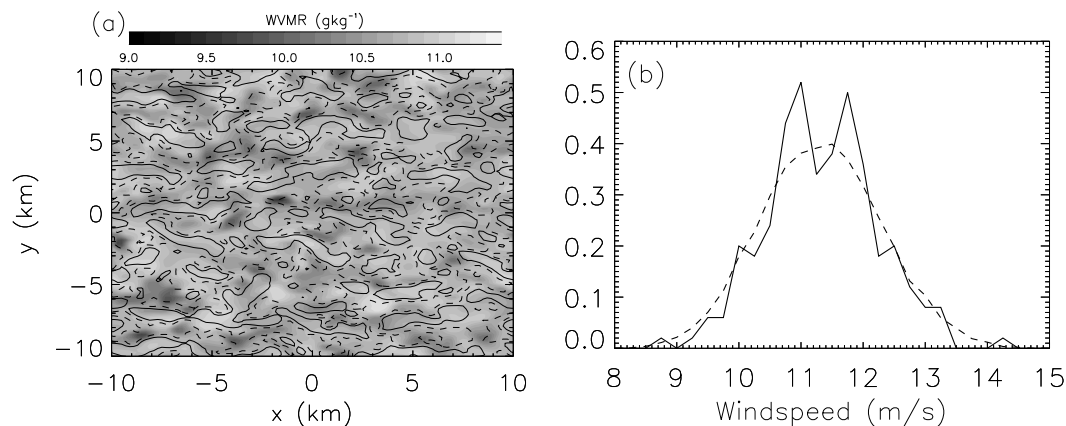 (a) WVMR (gkg⁻¹)
9.0 9.5 10.0 10.5 11.0
10
5
0
−5
−10
y (km)
−10 −5 0 5 10
x (km)
(b)
0.6
0.5
0.4
0.3
0.2
0.1
0.0
8 9 10 11 12 13 14 15
Windspeed (m/s)